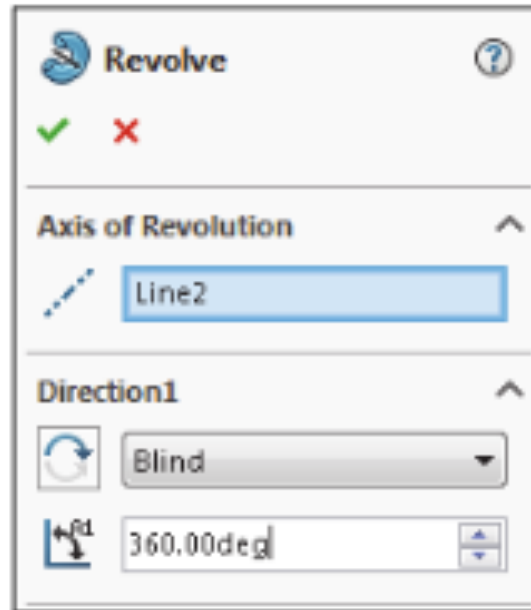 Revolve
Axis of Revolution
Line2
Direction1
Blind
360.00deg